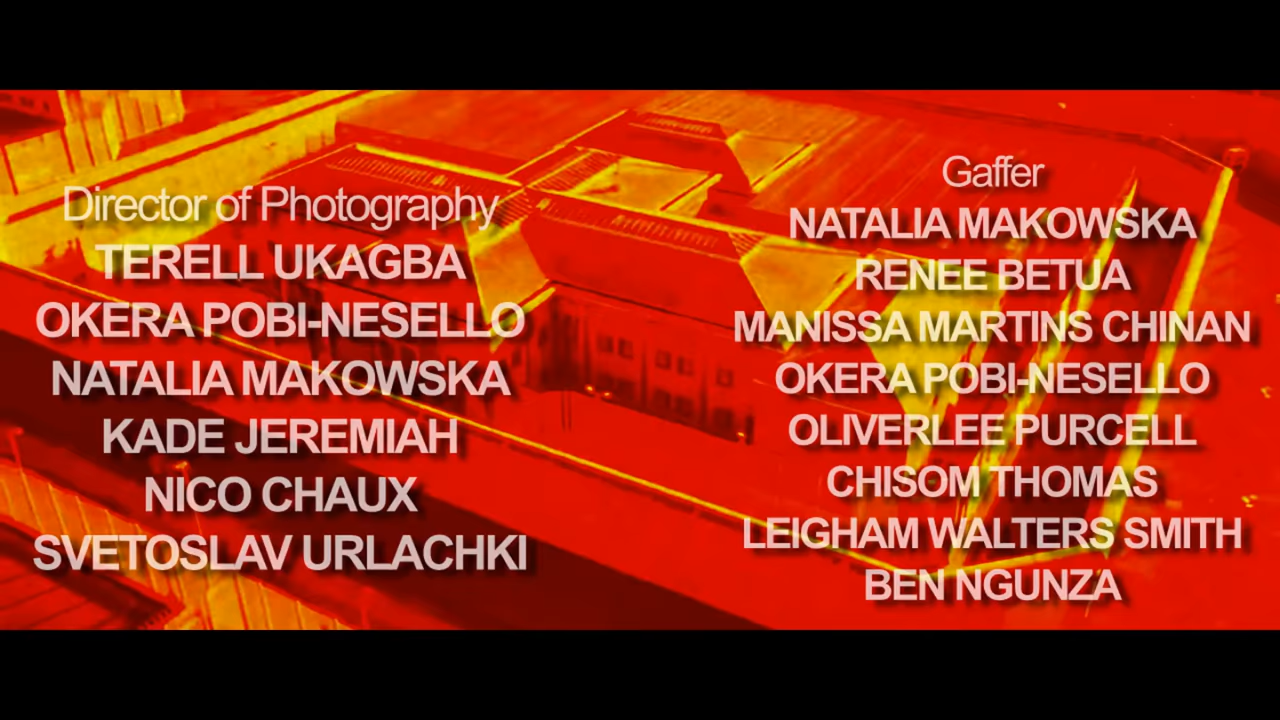 Director of Photography
TERELL UKAGBA
OKERA POBI-NESELLO
NATALIA MAKOWSKA
KADE JEREMIAH
NICO CHAUX
SVETOSLAV URLACHKI
Gaffer
NATALIA MAKOWSKA
RENEE BETUA
MANISSA MARTINS CHINAN
OKERA POBI-NESELLO
OLIVERLEE PURCELL
CHISOM THOMAS
LEIGHAM WALTERS SMITH
BEN NGUNZA